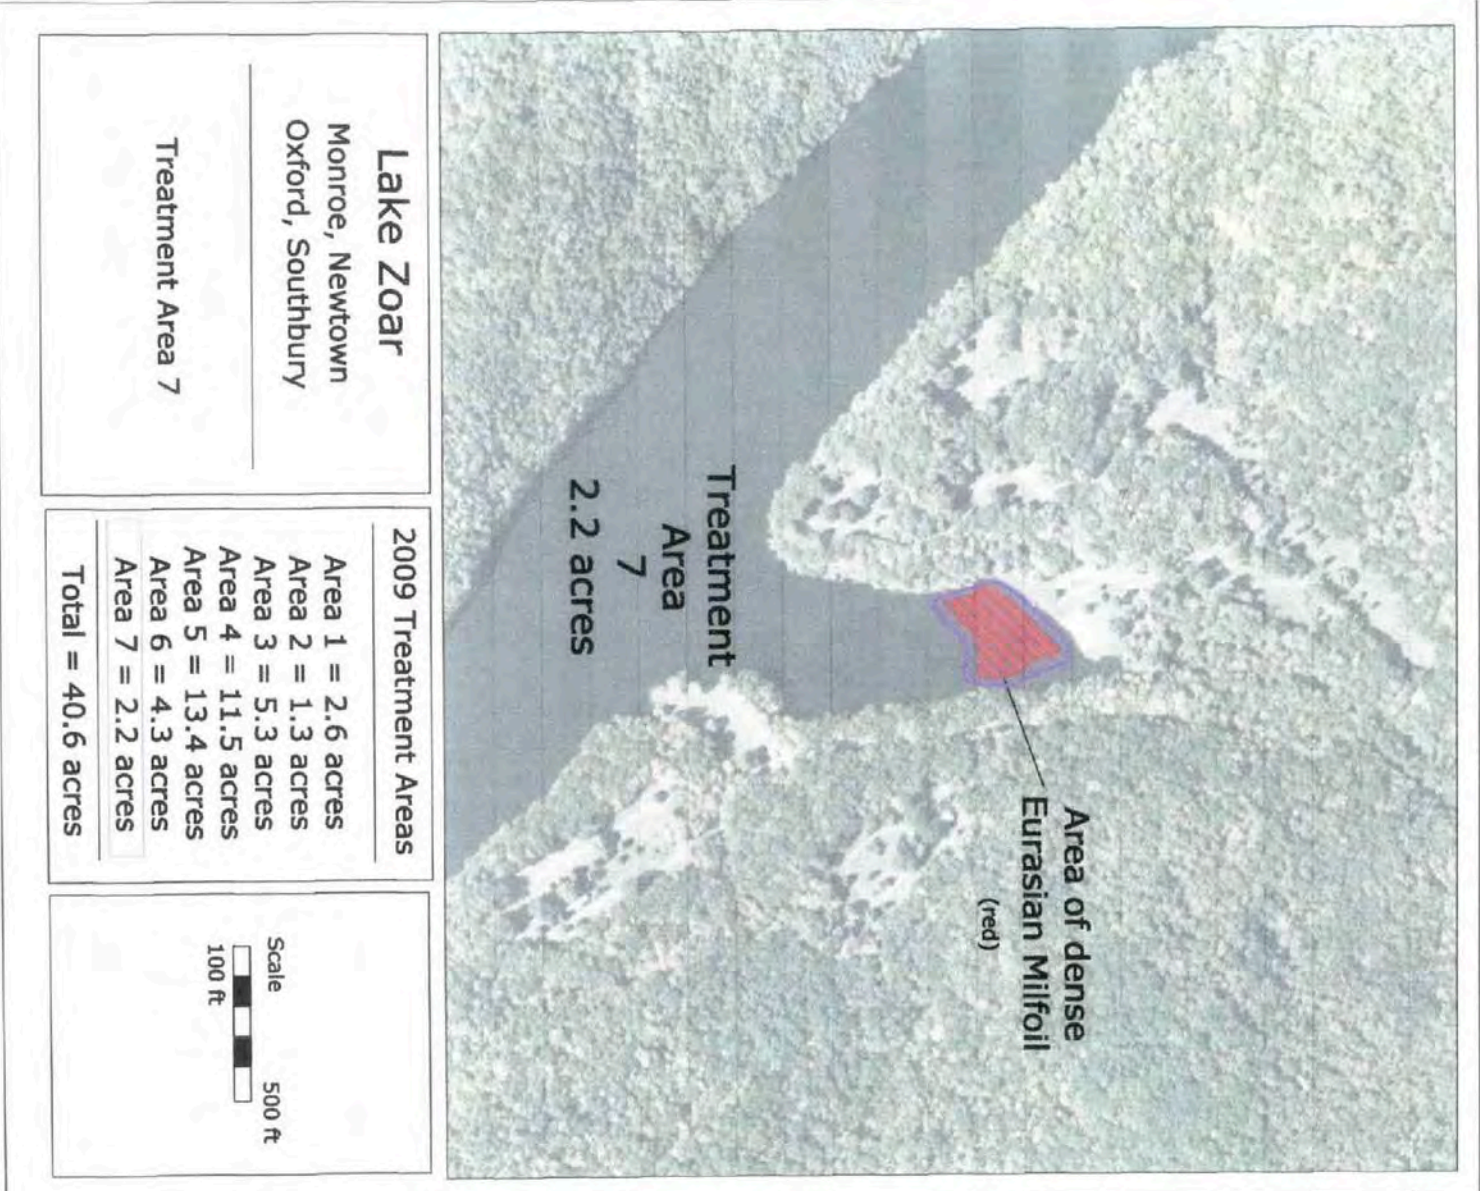 Treatment
Area
7
2.2 acres
Area of dense
Eurasian Milfoil
(red)
Lake Zoar
Monroe, Newtown
Oxford, Southbury
Treatment Area 7
2009 Treatment Areas
Area 1 = 2.6 acres
Area 2 = 1.3 acres
Area 3 = 5.3 acres
Area 4 = 11.5 acres
Area 5 = 13.4 acres
Area 6 = 4.3 acres
Area 7 = 2.2 acres
Total = 40.6 acres
Scale
500 ft
100 ft